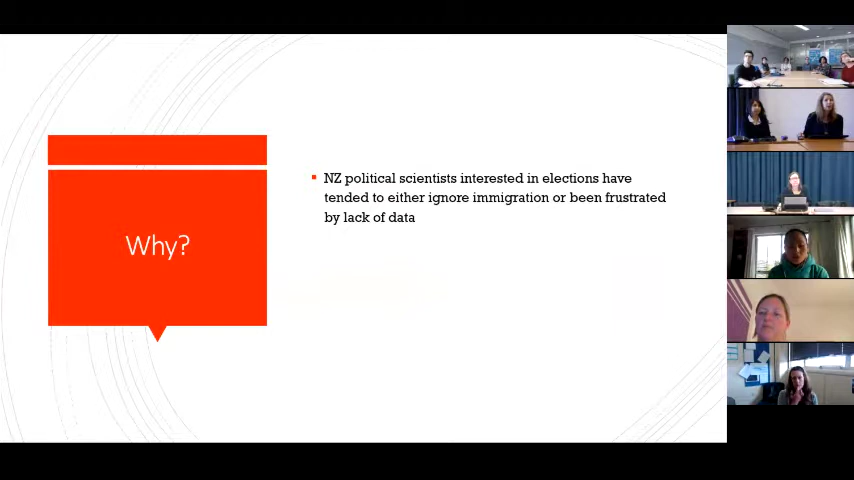 Why?
NZ political scientists interested in elections have
tended to either ignore immigration or been frustrated
by lack of data